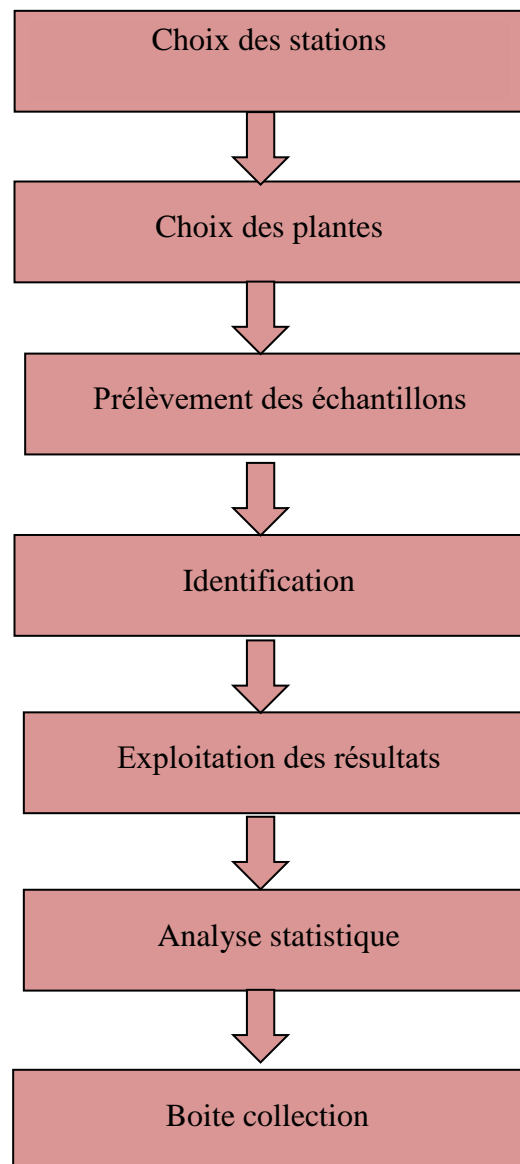 Choix des stations
Choix des plantes
Prélèvement des échantillons
Identification
Exploitation des résultats
Analyse statistique
Boite collection